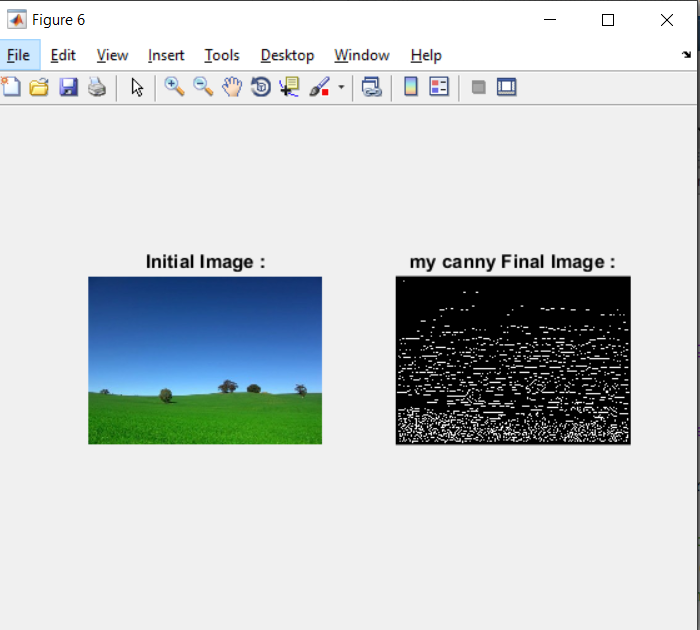 Figure 6
File Edit View Insert Tools Desktop Window Help
Initial Image : my canny Final Image :